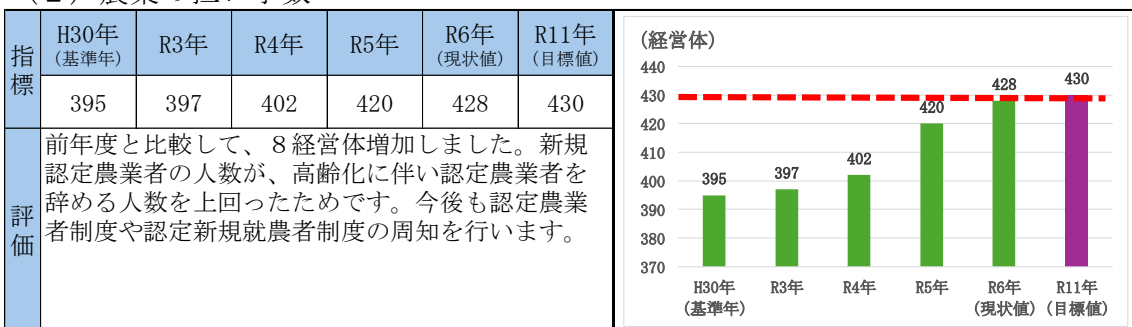 指標
H30年 R3年 R4年 R5年 R6年 R11年
(基準年) (現状値) (目標値)
395 397 402 420 428 430
評価
前年度と比較して、８経営体増加しました。新規
認定農業者の人数が、高齢化に伴い認定農業者を
辞める人数を上回ったためです。今後も認定農業
者制度や認定新規就農者制度の周知を行います。
(経営体)
440
430
420
410
400
390
380
370
395 397 402 420 428 430
H30年 R3年 R4年 R5年 R6年 R11年
(基準年) (現状値) (目標値)